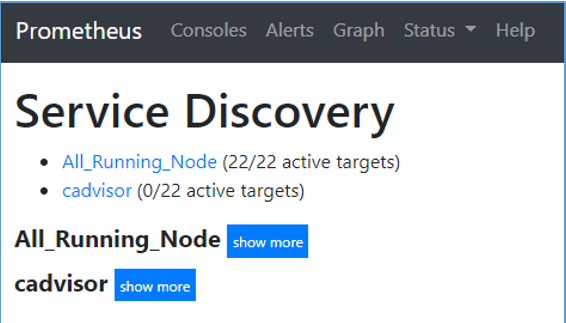 Prometheus Consoles Alerts Graph Status Help
Service Discovery
All_Running_Node (22/22 active targets)
cadvisor (0/22 active targets)
All_Running_Node show more
cadvisor show more